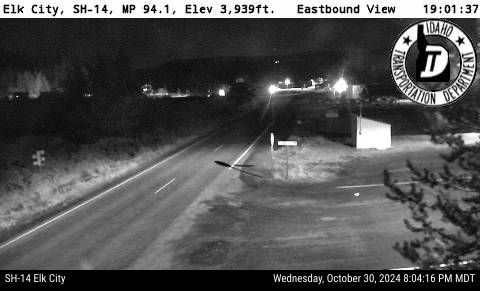 Elk City, SH-14, MP 94.1, Elev 3,939ft.   Eastbound View   19:01:37
IDAHO
TRANSPORTATION DEPARTMENT
SH-14 Elk City
Wednesday, October 30, 2024 8:04:16 PM MDT